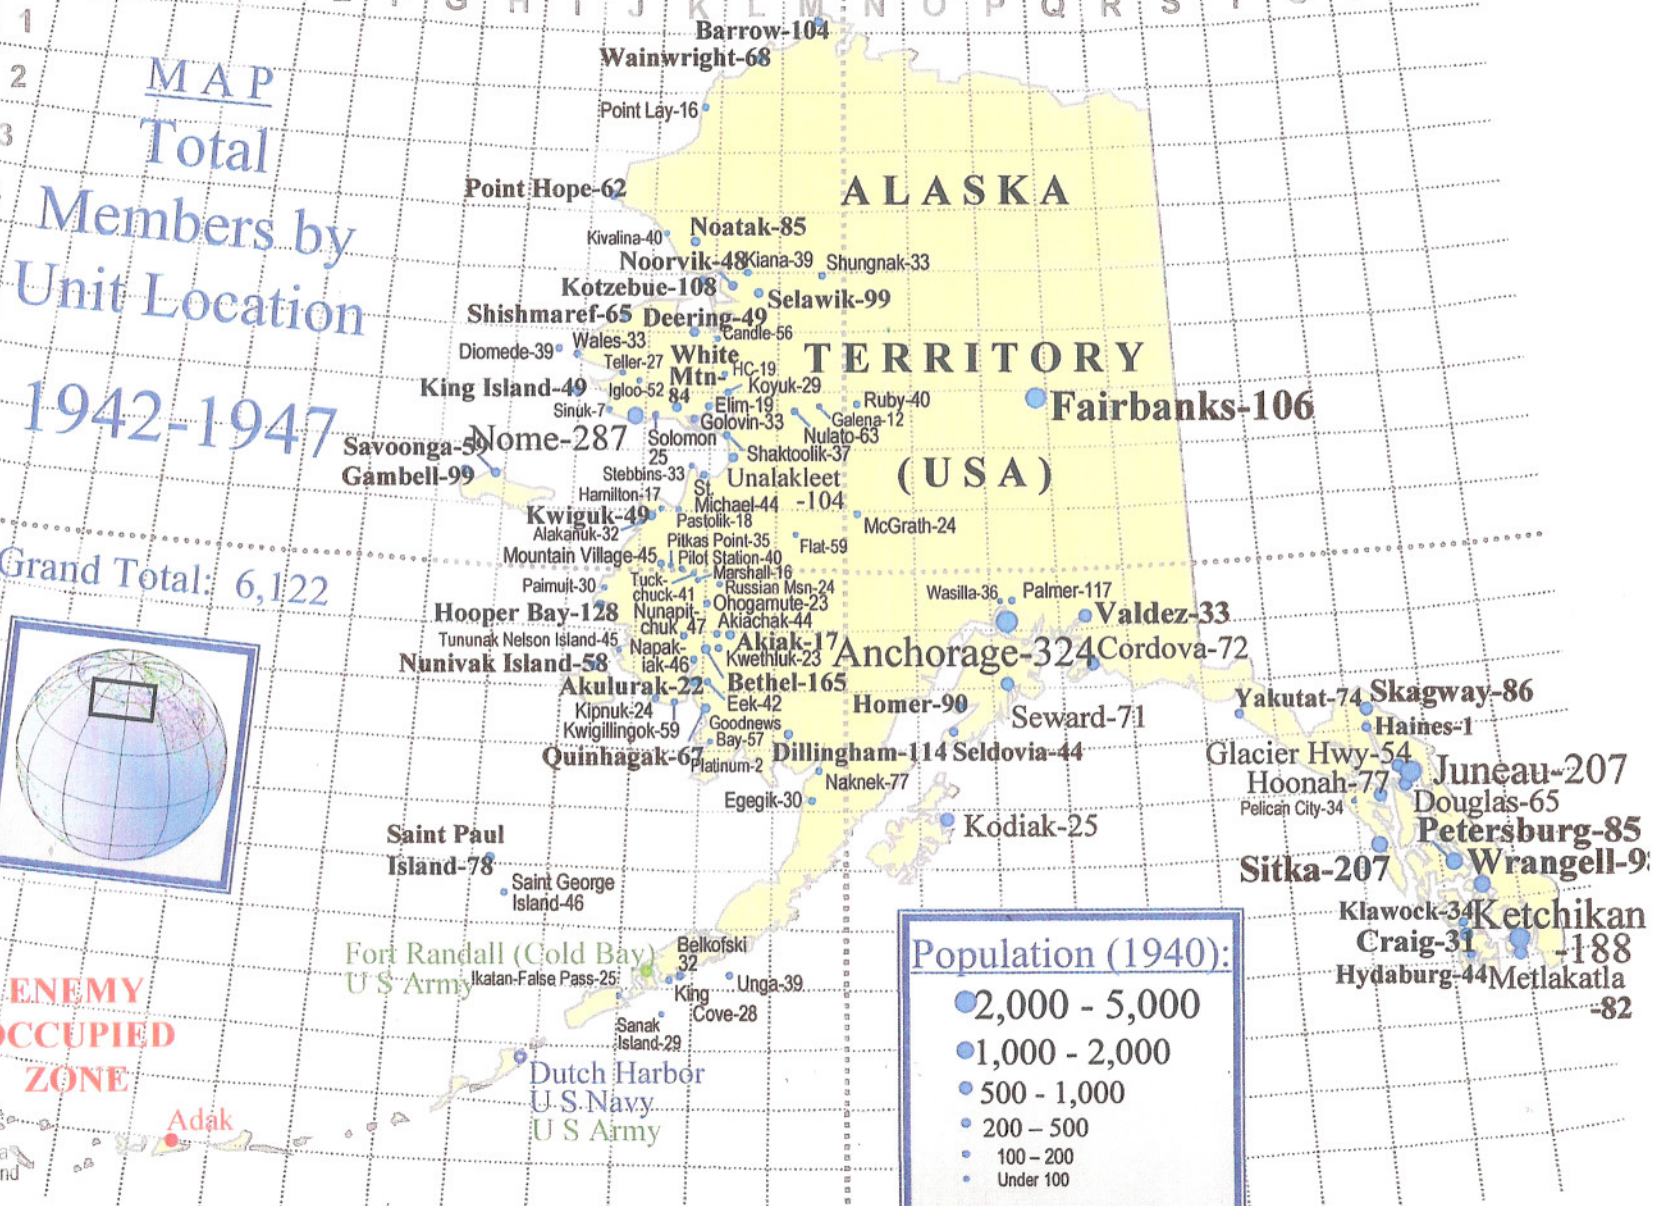 G H I J K L M N O P Q R S
1
2
3
MAP
Total
Members by
Unit Location
1942-1947
Grand Total: 6,122
Barrow-104
Wainwright-68
Point Lay-16
Point Hope-62
ALASKA
Noatak-85
Kivalina-40
Noorvik-48
Kiana-39
Shungnak-33
Kotzebue-108
Selawik-99
Shishmaref-65
Deering-49
Candle-56
Wales-33
Diomede-39
TERRITORY
Teller-27
White
Mtn-
84
HC-19
King Island-49
Igloo-52
Koyuk-29
Sinuk-7
Elim-19
Ruby-40
Fairbanks-106
Golovin-33
Galena-12
Nome-287
Solomon
25
Nulato-63
Savoonga-59
Shaktoolik-37
Gambell-99
Stebbins-33
Unalakleet
-104
(USA)
Hamilton-17
St.
Michael-44
Kwiguk-49
Pastolik-18
McGrath-24
Alakanuk-32
Pitkas Point-35
Flat-59
Mountain Village-45
Pilot Station-40
Marshall-16
Paimuit-30
Tuck-
chuck-41
Russian Msn-24
Wasilla-36
Palmer-117
Hooper Bay-128
Nunapit-
chuk 47
Ohogamute-23
Akiachak-44
Valdez-33
Tununak Nelson Island-45
Napak-
iak-46
Akiak-17
Kwethluk-23
Anchorage-324
Cordova-72
Nunivak Island-58
Akulurak-22
Bethel-165
Eek-42
Homer-90
Yakutat-74
Skagway-86
Kipnuk-24
Kwigillingok-59
Goodnews
Bay-57
Seward-71
Haines-1
Quinhagak-67
Platinum-2
Dillingham-114
Seldovia-44
Glacier Hwy-54
Juneau-207
Naknek-77
Hoonah-77
Egegik-30
Pelican City-34
Douglas-65
Kodiak-25
Petersburg-85
Saint Paul
Island-78
Sitka-207
Saint George
Island-46
Klawock-34
Ketchikan
-188
Craig-31
Hydaburg-44
Metlakatla
-82
Fort Randall (Cold Bay)
U S Army
Belkofski
32
Ikatan-False Pass-25
Unga-39
King
Cove-28
Sanak
Island-29
ENEMY
OCCUPIED
ZONE
Adak
Dutch Harbor
U S Navy
U S Army
Population (1940):
2,000 - 5,000
1,000 - 2,000
500 - 1,000
200 – 500
100 – 200
Under 100